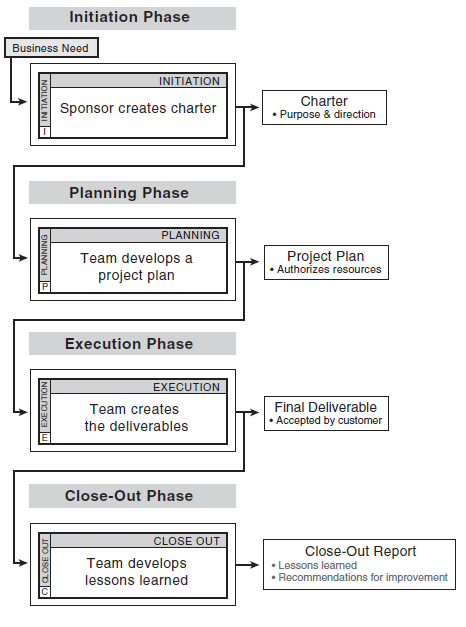 Initiation Phase
Business Need
INITIATION
INITIATION
Sponsor creates charter
I
Charter
• Purpose & direction
Planning Phase
PLANNING
PLANNING
Team develops a
project plan
P
Project Plan
• Authorizes resources
Execution Phase
EXECUTION
EXECUTION
Team creates
the deliverables
E
Final Deliverable
• Accepted by customer
Close-Out Phase
CLOSE OUT
CLOSE OUT
Team develops
lessons learned
C
Close-Out Report
• Lessons learned
• Recommendations for improvement